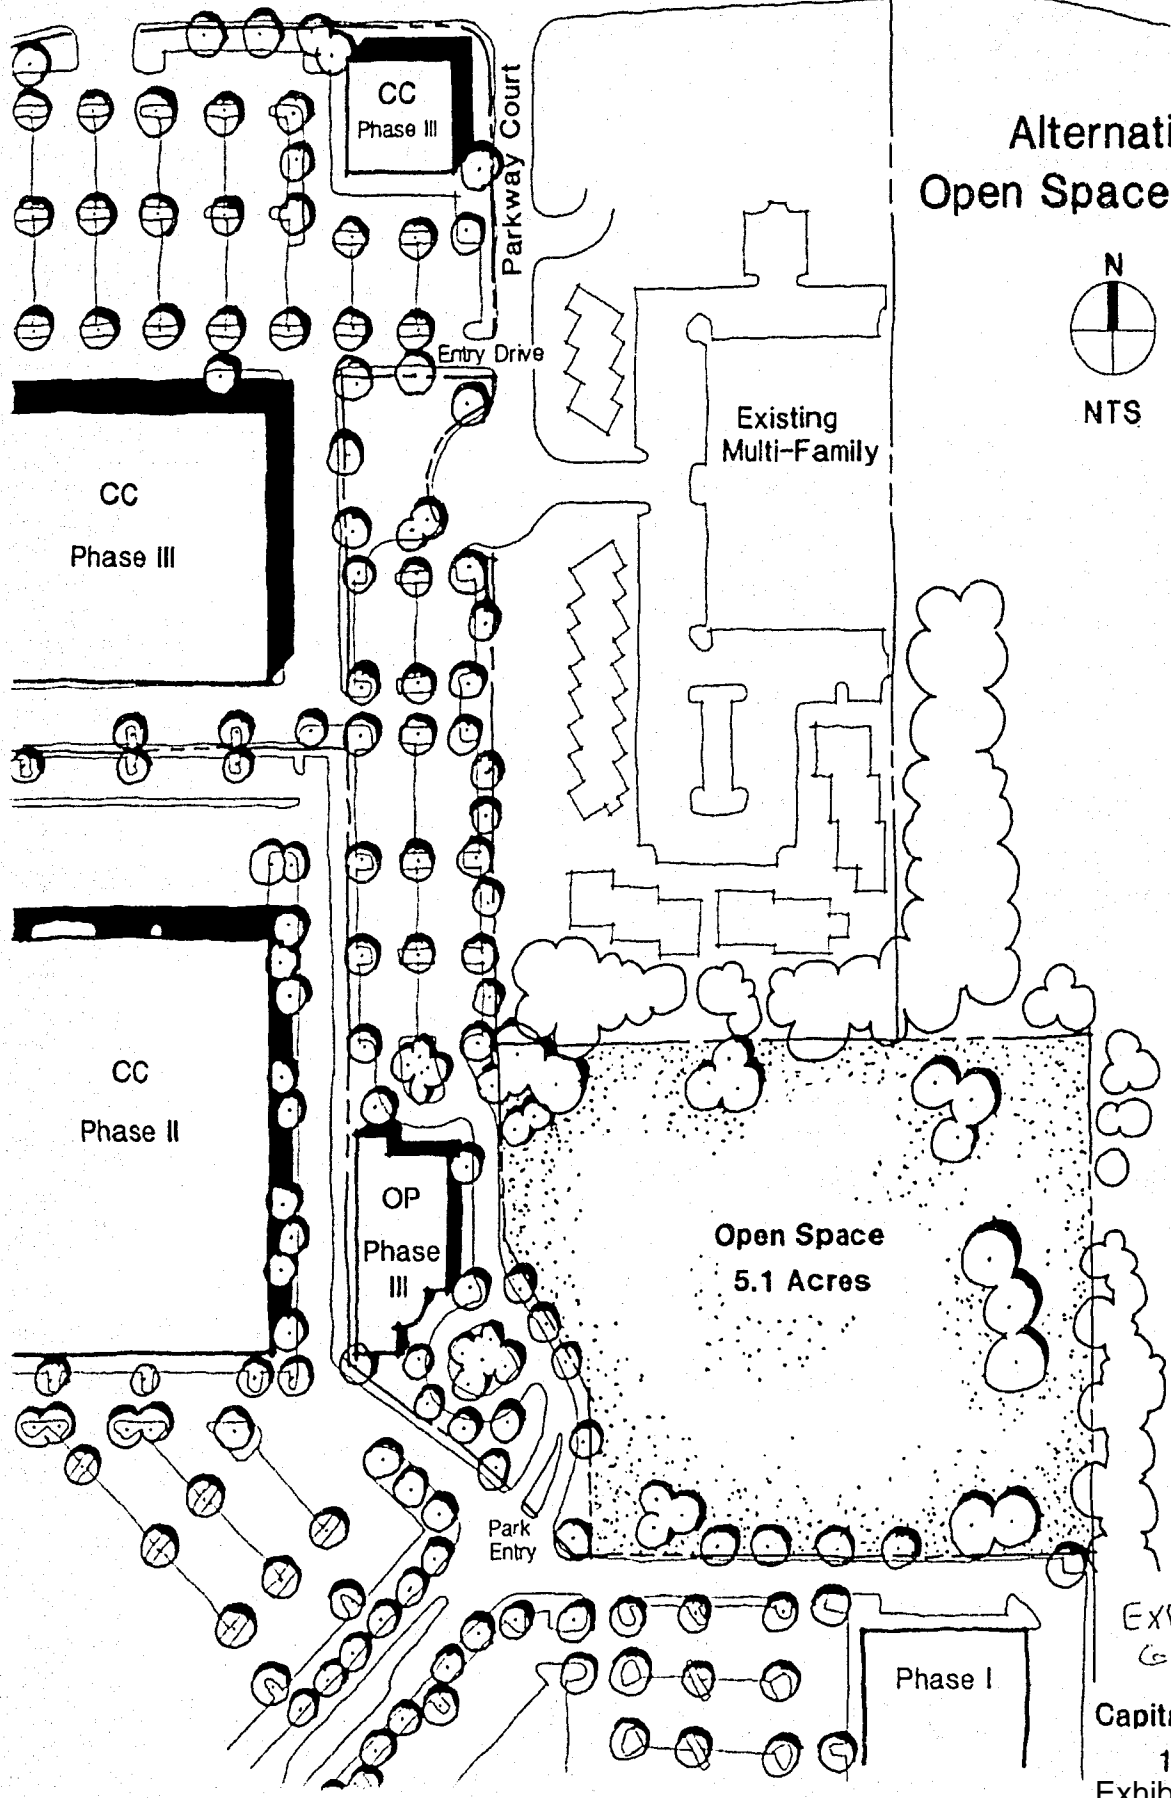 Alternati
Open Space
N
NTS
CC
Phase III
Parkway Court
Entry Drive
Existing
Multi-Family
CC
Phase III
CC
Phase II
OP
Phase
III
Open Space
5.1 Acres
Park
Entry
Phase I
Capita
1
Exhib